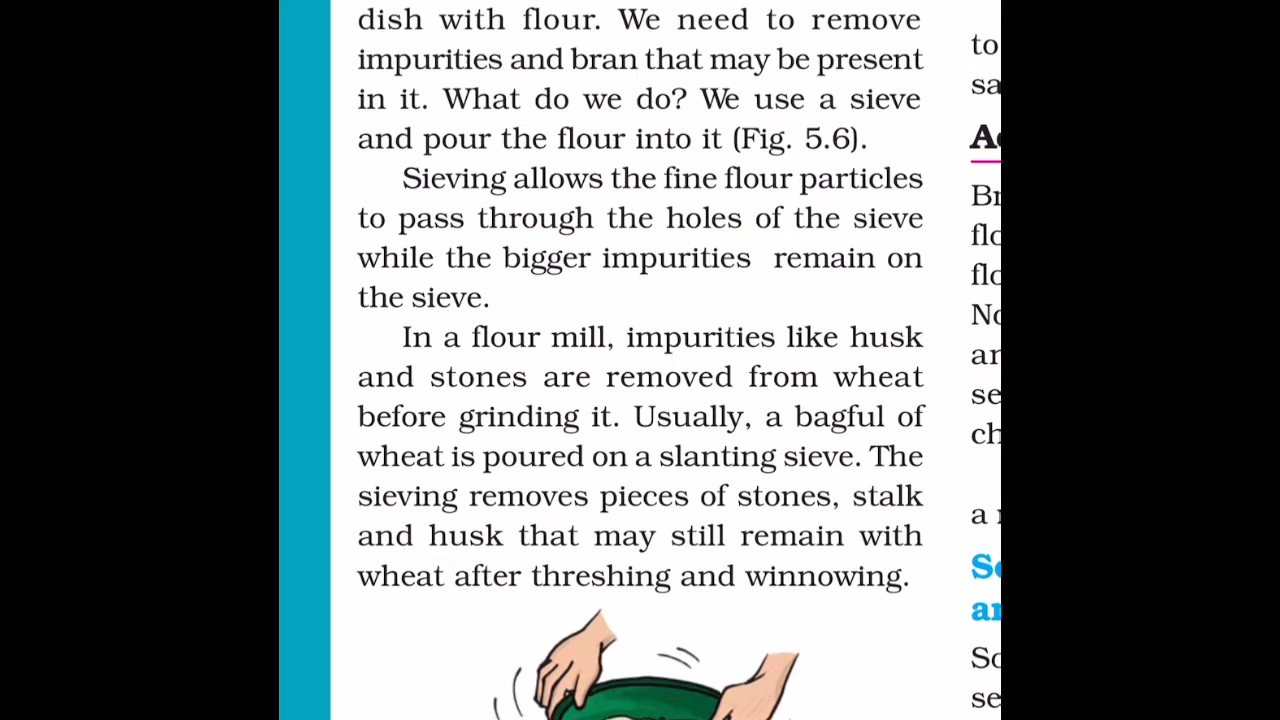 dish with flour. We need to remove
impurities and bran that may be present
in it. What do we do? We use a sieve
and pour the flour into it (Fig. 5.6).
Sieving allows the fine flour particles
to pass through the holes of the sieve
while the bigger impurities remain on
the sieve.
In a flour mill, impurities like husk
and stones are removed from wheat
before grinding it. Usually, a bagful of
wheat is poured on a slanting sieve. The
sieving removes pieces of stones, stalk
and husk that may still remain with
wheat after threshing and winnowing.
to
a